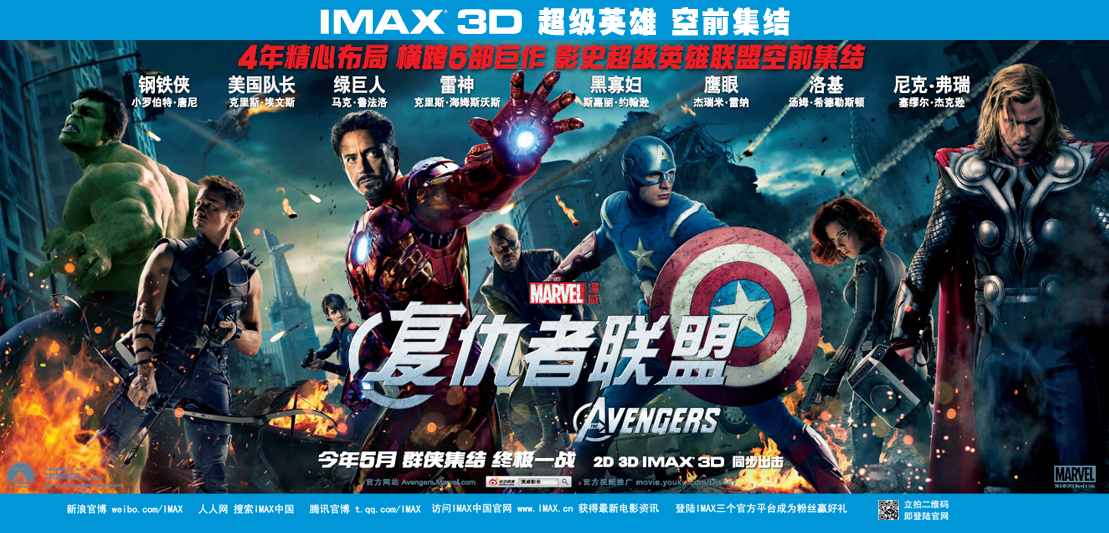 IMAX® 3D 超级英雄 空前集结
4年精心布局 横跨5部巨作 影史超级英雄联盟空前集结
钢铁侠 美国队长 绿巨人 雷神 黑寡妇 鹰眼 洛基 尼克·弗瑞
小罗伯特·唐尼 克里斯·埃文斯 马克·鲁法洛 克里斯·海姆斯沃斯 斯嘉丽·约翰逊 杰瑞米·雷纳 汤姆·希德勒斯顿 塞缪尔·杰克逊
MARVEL 漫威
复仇者联盟
AVENGERS
今年5月 群侠集结 终极一战 2D 3D IMAX 3D 同步出击
官方网站 Avengers.Marvel.com 官方视频推广 movie.youku.com
MARVEL
新浪官博 weibo.com/IMAX 人人网 搜索IMAX中国 腾讯官博 t.qq.com/IMAX 访问IMAX中国官网 www.IMAX.cn 获得最新电影资讯 登陆IMAX三个官方平台成为粉丝赢好礼
立拍二维码
即登陆官网